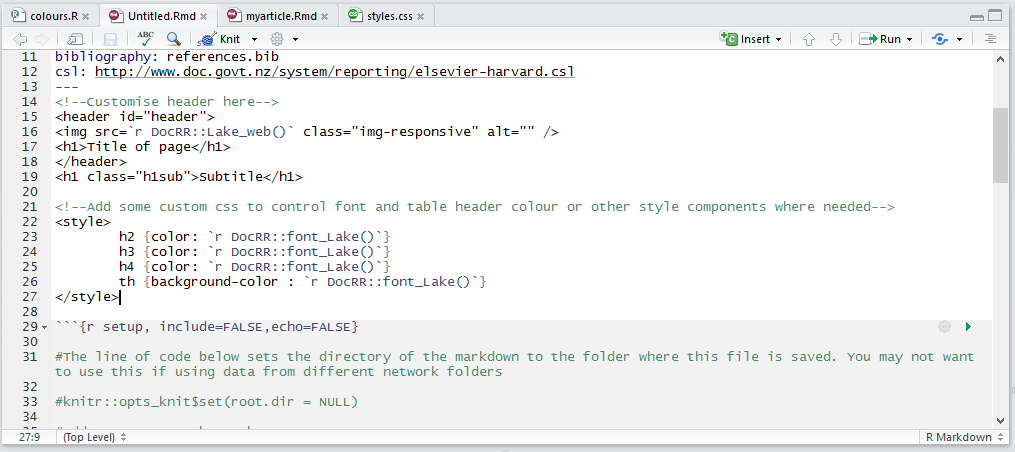 colours.R × Untitled.Rmd × myarticle.Rmd × styles.css ×
ABC Knit Insert Run
11 bibliography: references.bib
12 csl: http://www.doc.govt.nz/system/reporting/elsevier-harvard.csl
13 ---
14 <!--Customise header here-->
15 <header id="header">
16 <img src=`r DocRR::Lake_web()` class="img-responsive" alt="" />
17 <h1>Title of page</h1>
18 </header>
19 <h1 class="h1sub">Subtitle</h1>
20
21 <!--Add some custom css to control font and table header colour or other style components where needed-->
22 <style>
23 h2 {color: `r DocRR::font_Lake()`}
24 h3 {color: `r DocRR::font_Lake()`}
25 h4 {color: `r DocRR::font_Lake()`}
26 th {background-color : `r DocRR::font_Lake()`}
27 </style>
28
29 ```{r setup, include=FALSE,echo=FALSE}
30
31 #The line of code below sets the directory of the markdown to the folder where this file is saved. You may not want
to use this if using data from different network folders
32
33 #knitr::opts_knit$set(root.dir = NULL)
34
27:9 (Top Level) R Markdown